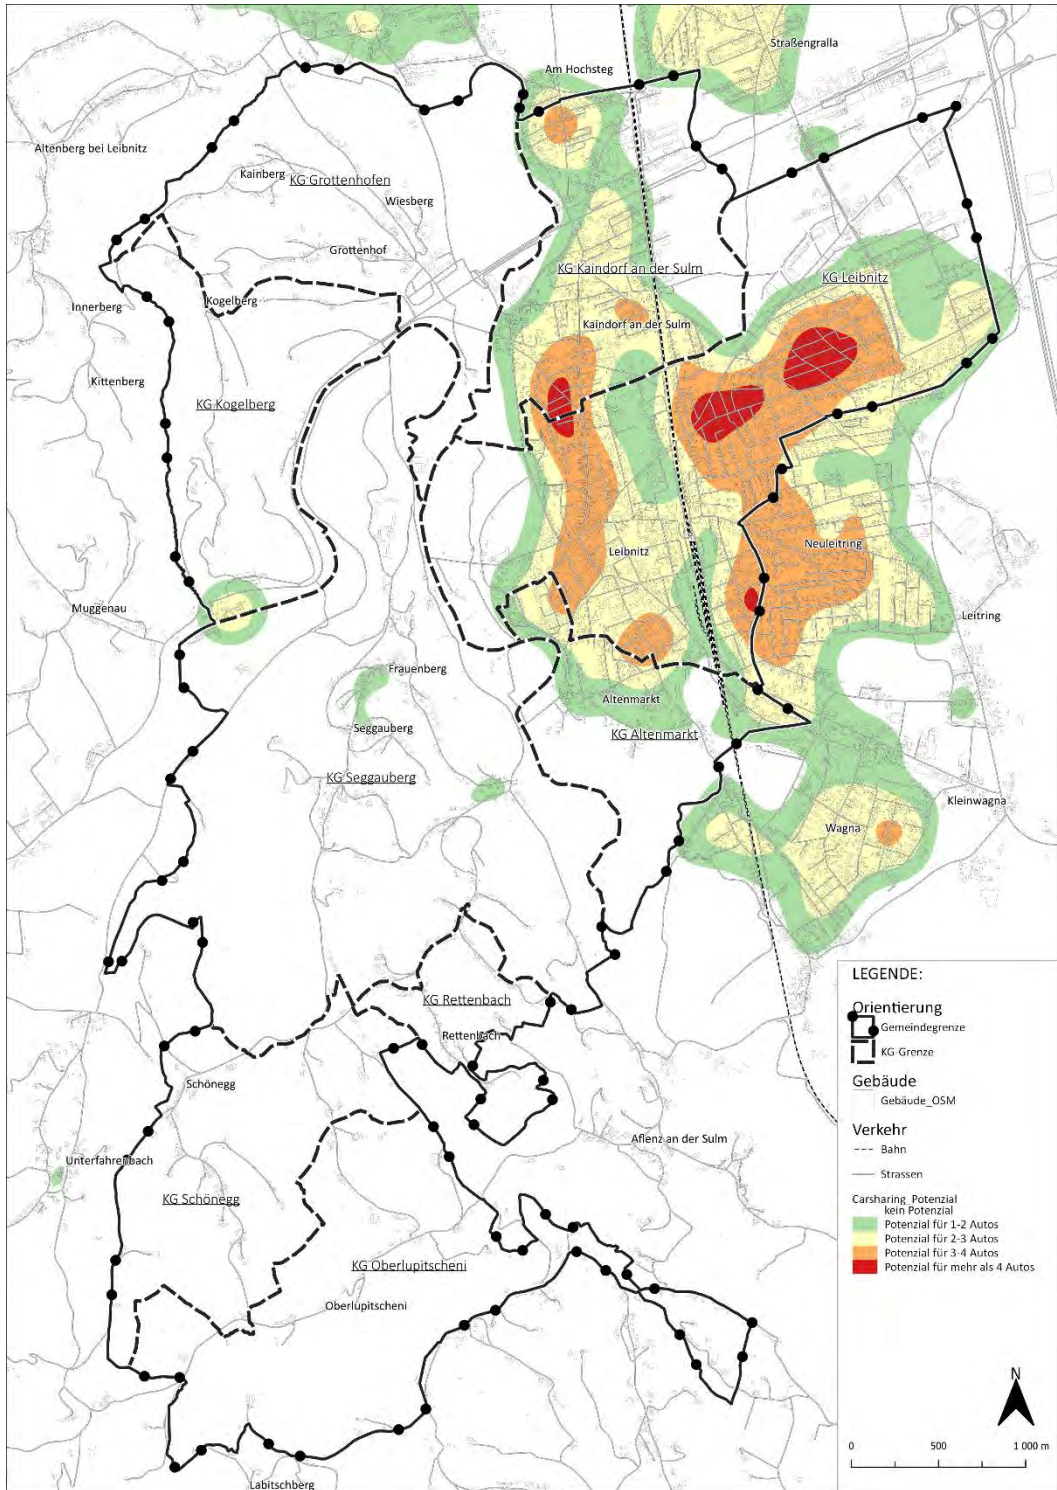 Straßengralla
Am Hochsteg
Altenberg bei Leibnitz
Kainberg
KG Grottenhofen
Wiesberg
Grottenhof
KG Kaindorf an der Sulm
KG Leibnitz
Innerberg
Kogelberg
Kaindorf an der Sulm
Kittenberg
KG Kogelberg
Neuleitring
Leibnitz
Muggenau
Leitring
Frauenberg
Altenmarkt
Seggauberg
KG Altenmarkt
KG Seggauberg
Kleinwagna
Wagna
KG Rettenbach
Rettenbach
Schönegg
Aflenz an der Sulm
Unterfahrenbach
KG Schönegg
KG Oberlupitscheni
Oberlupitscheni
Labitschberg
LEGENDE:
Orientierung
Gemeindegrenze
KG-Grenze
Gebäude
Gebäude_OSM
Verkehr
Bahn
Strassen
Carsharing_Potenzial
kein Potenzial
Potenzial für 1-2 Autos
Potenzial für 2-3 Autos
Potenzial für 3-4 Autos
Potenzial für mehr als 4 Autos
N
0 500 1 000 m